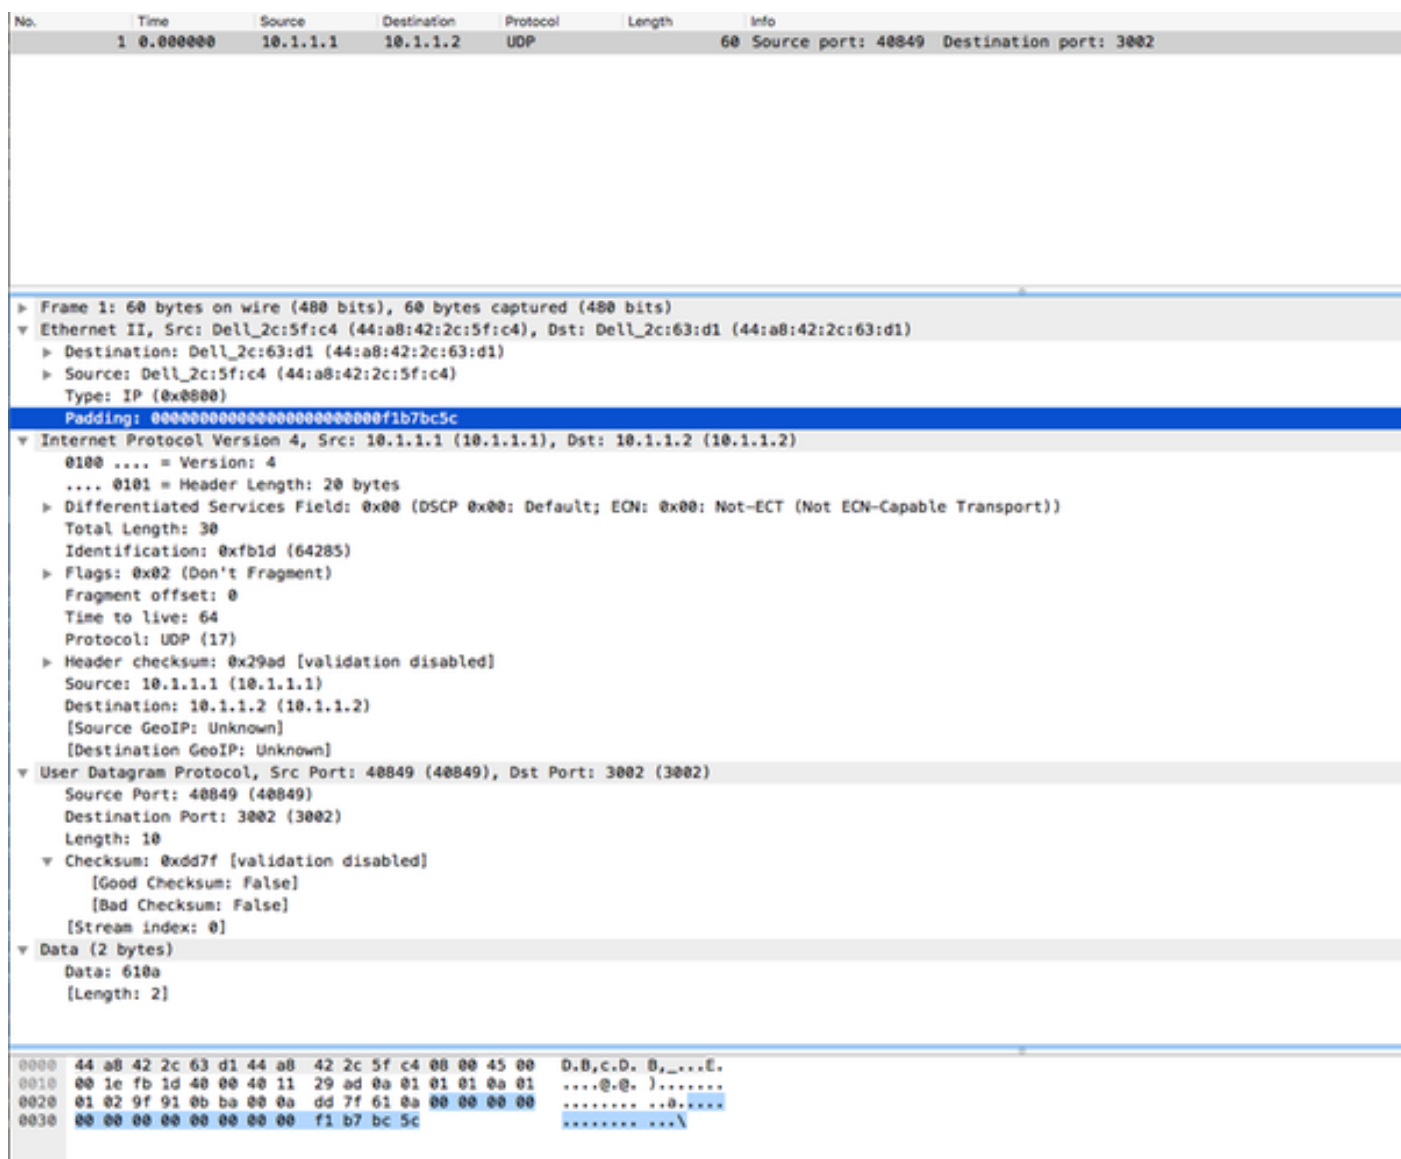 No. Time Source Destination Protocol Length Info
1 0.000000 10.1.1.1 10.1.1.2 UDP 60 Source port: 40849 Destination port: 3002
Frame 1: 60 bytes on wire (480 bits), 60 bytes captured (480 bits)
Ethernet II, Src: Dell_2c:5f:c4 (44:a8:42:2c:5f:c4), Dst: Dell_2c:63:d1 (44:a8:42:2c:63:d1)
Destination: Dell_2c:63:d1 (44:a8:42:2c:63:d1)
Source: Dell_2c:5f:c4 (44:a8:42:2c:5f:c4)
Type: IP (0x0800)
Padding: 000000000000000000000000f1b7bc5c
Internet Protocol Version 4, Src: 10.1.1.1 (10.1.1.1), Dst: 10.1.1.2 (10.1.1.2)
0100 .... = Version: 4
.... 0101 = Header Length: 20 bytes
Differentiated Services Field: 0x00 (DSCP 0x00: Default; ECN: 0x00: Not-ECT (Not ECN-Capable Transport))
Total Length: 30
Identification: 0xfb1d (64285)
Flags: 0x02 (Don't Fragment)
Fragment offset: 0
Time to live: 64
Protocol: UDP (17)
Header checksum: 0x29ad [validation disabled]
Source: 10.1.1.1 (10.1.1.1)
Destination: 10.1.1.2 (10.1.1.2)
[Source GeoIP: Unknown]
[Destination GeoIP: Unknown]
User Datagram Protocol, Src Port: 40849 (40849), Dst Port: 3002 (3002)
Source Port: 40849 (40849)
Destination Port: 3002 (3002)
Length: 10
Checksum: 0xdd7f [validation disabled]
[Good Checksum: False]
[Bad Checksum: False]
[Stream index: 0]
Data (2 bytes)
Data: 610a
[Length: 2]
0000 44 a8 42 2c 63 d1 44 a8 42 2c 5f c4 08 00 45 00 D.B,c.D. B,_...E.
0010 00 1e fb 1d 40 00 40 11 29 ad 0a 01 01 01 0a 01 ....@.@. ).......
0020 01 02 9f 91 0b ba 00 0a dd 7f 61 0a 00 00 00 00 ........ ..a.....
0030 00 00 00 00 00 00 00 00 f1 b7 bc 5c ........ ...\